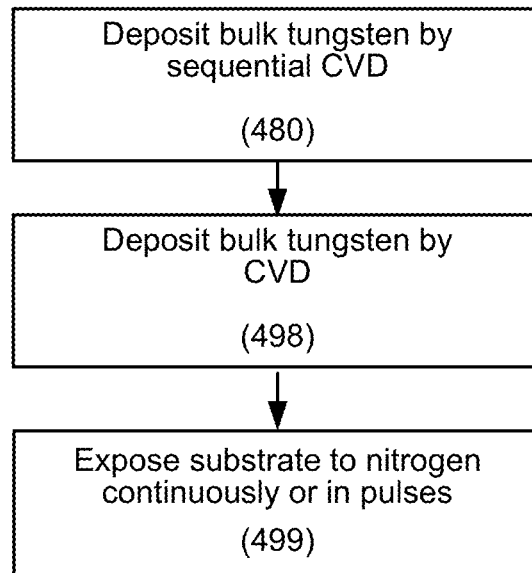 Deposit bulk tungsten by
sequential CVD
(480)
Deposit bulk tungsten by
CVD
(498)
Expose substrate to nitrogen
continuously or in pulses
(499)